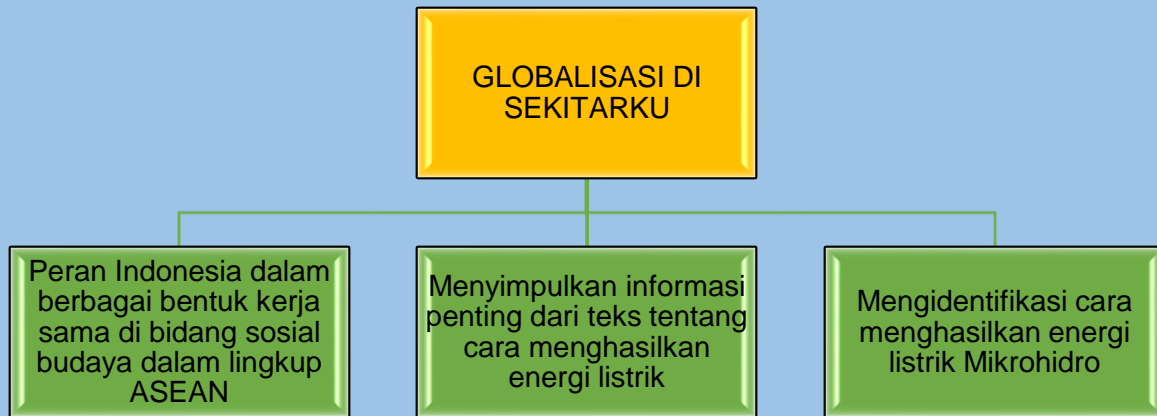 GLOBALISASI DI
SEKITARKU
Peran Indonesia dalam
berbagai bentuk kerja
sama di bidang sosial
budaya dalam lingkup
ASEAN
Menyimpulkan informasi
penting dari teks tentang
cara menghasilkan
energi listrik
Mengidentifikasi cara
menghasilkan energi
listrik Mikrohidro